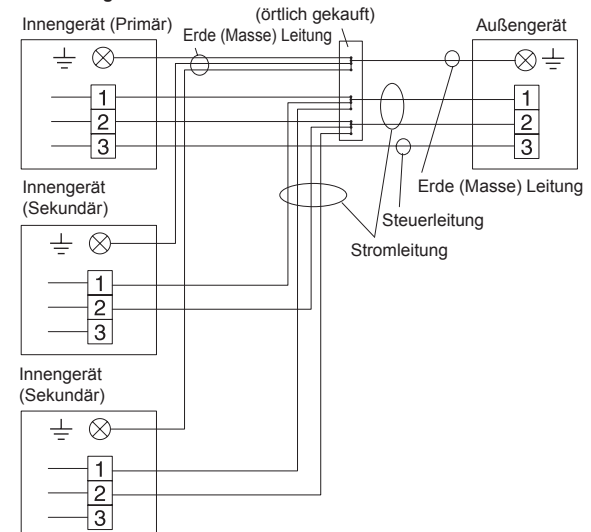 (örtlich gekauft)
Innengerät (Primär)
Erde (Masse) Leitung
Außengerät
1
2
3
1
2
3
Erde (Masse) Leitung
Steuerleitung
Stromleitung
Innengerät
(Sekundär)
1
2
3
Innengerät
(Sekundär)
1
2
3